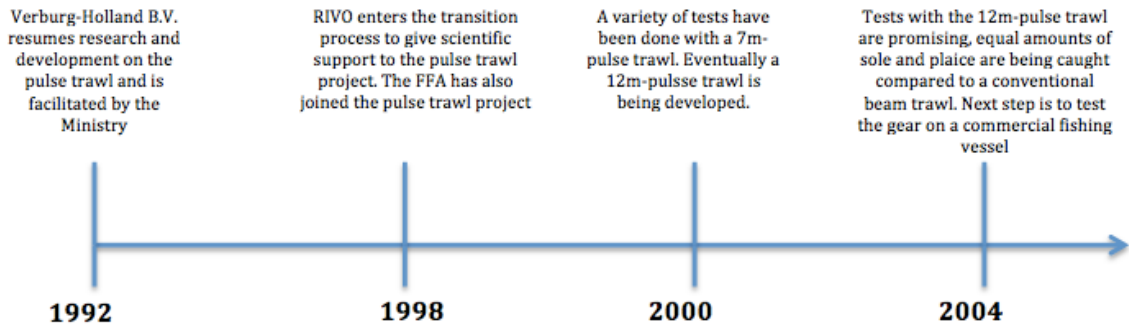 Verburg-Holland B.V.
resumes research and
development on the
pulse trawl and is
facilitated by the
Ministry
RIVO enters the transition
process to give scientific
support to the pulse trawl
project. The FFA has also
joined the pulse trawl project
A variety of tests have
been done with a 7m-
pulse trawl. Eventually a
12m-pulsse trawl is
being developed.
Tests with the 12m-pulse trawl
are promising, equal amounts of
sole and plaice are being caught
compared to a conventional
beam trawl. Next step is to test
the gear on a commercial fishing
vessel
1992
1998
2000
2004